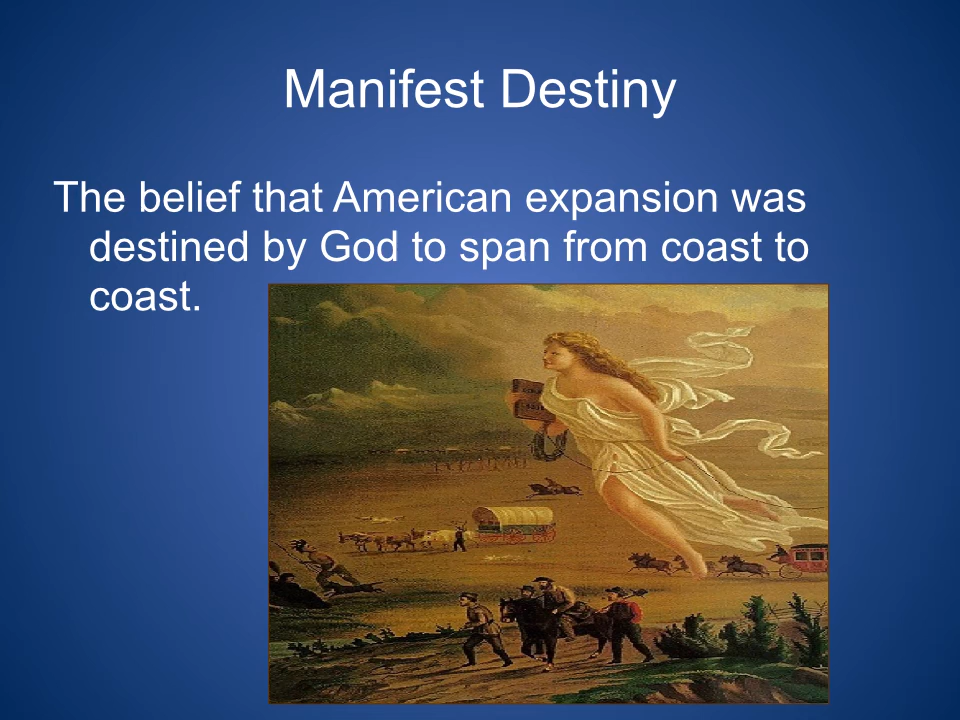 Manifest Destiny
The belief that American expansion was
destined by God to span from coast to
coast.